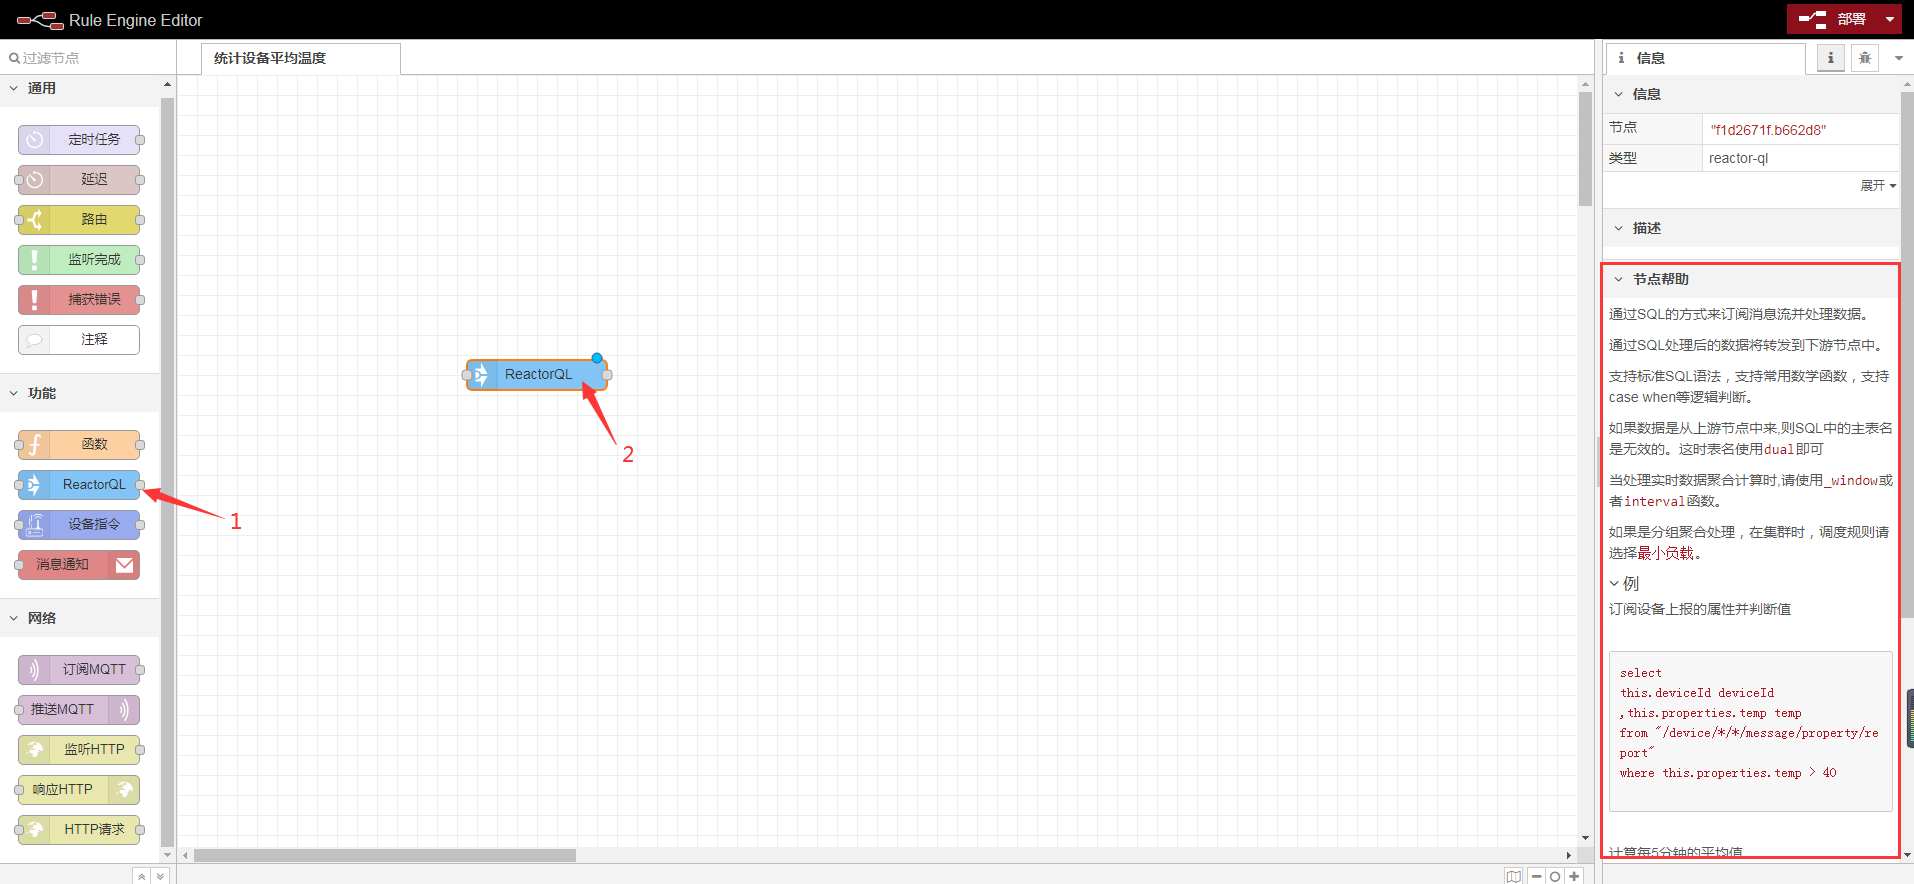 Rule Engine Editor
部署
过滤节点
统计设备平均温度
信息
通用
定时任务
延迟
路由
监听完成
捕获错误
注释
功能
函数
ReactorQL
设备指令
消息通知
网络
订阅MQTT
推送MQTT
监听HTTP
响应HTTP
HTTP请求
ReactorQL
1
2
信息
节点
"f1d2671f.b662d8"
类型
reactor-ql
展开
描述
节点帮助
通过SQL的方式来订阅消息流并处理数据。
通过SQL处理后的数据将转发到下游节点中。
支持标准SQL语法，支持常用数学函数，支持
case when等逻辑判断。
如果数据是从上游节点中来,则SQL中的主表名
是无效的。这时表名使用dual即可
当处理实时数据聚合计算时,请使用_window或
者interval函数。
如果是分组聚合处理，在集群时，调度规则请
选择最小负载。
例
订阅设备上报的属性并判断值
select
this.deviceId deviceId
,this.properties.temp temp
from "/device/*/*/message/property/re
port"
where this.properties.temp > 40
计算每5分钟的平均值